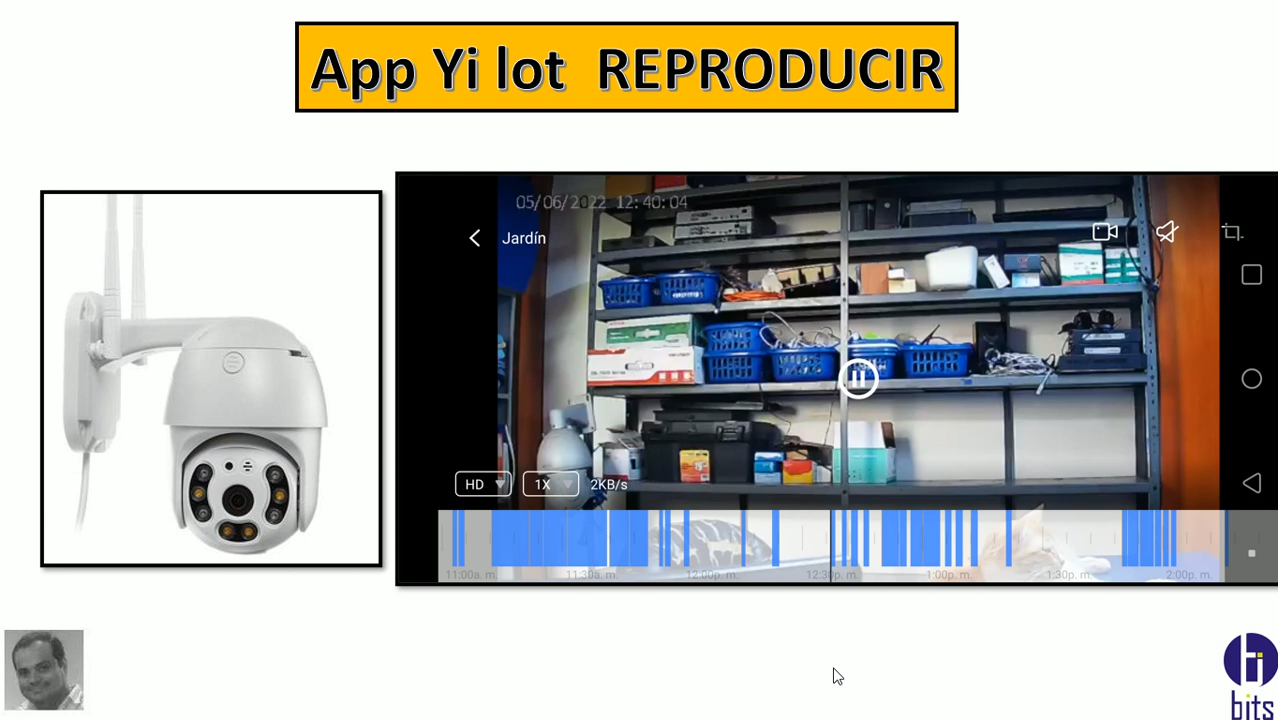 App Yi lot REPRODUCIR
05/06/2022 12:40:04
Jardín
HD 1X 2KB/s
11:00a. m. 11:30a. m. 12:00p. m. 12:30p. m. 1:00p. m. 1:30p. m. 2:00p. m.
bits